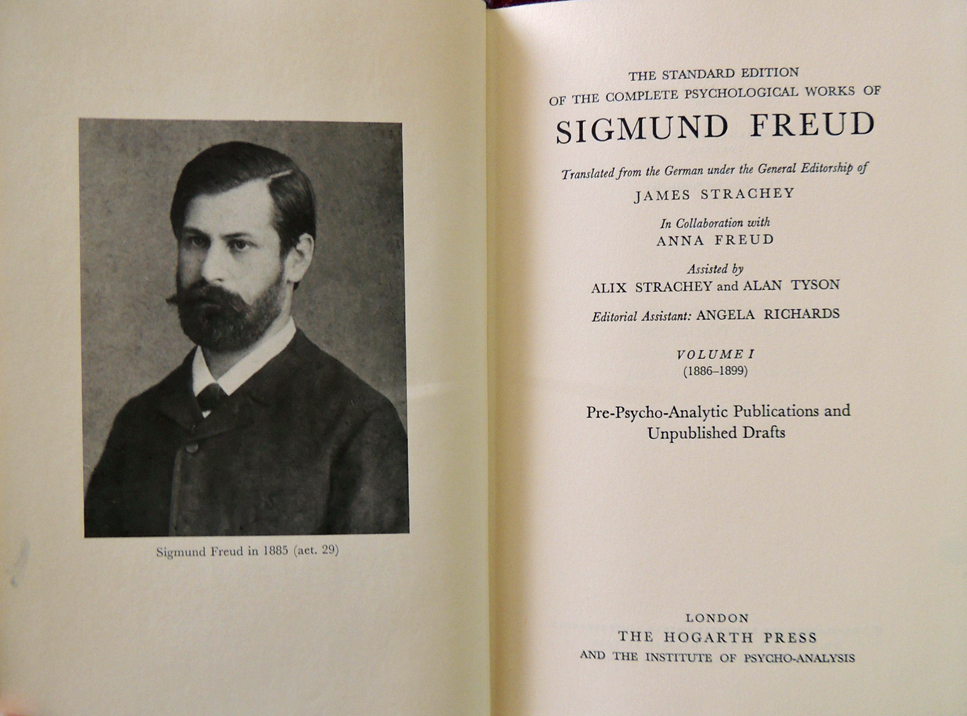 Sigmund Freud in 1885 (aet. 29)
THE STANDARD EDITION
OF THE COMPLETE PSYCHOLOGICAL WORKS OF
SIGMUND FREUD
Translated from the German under the General Editorship of
JAMES STRACHEY
In Collaboration with
ANNA FREUD
Assisted by
ALIX STRACHEY and ALAN TYSON
Editorial Assistant: ANGELA RICHARDS
VOLUME I
(1886–1899)
Pre-Psycho-Analytic Publications and
Unpublished Drafts
LONDON
THE HOGARTH PRESS
AND THE INSTITUTE OF PSYCHO-ANALYSIS